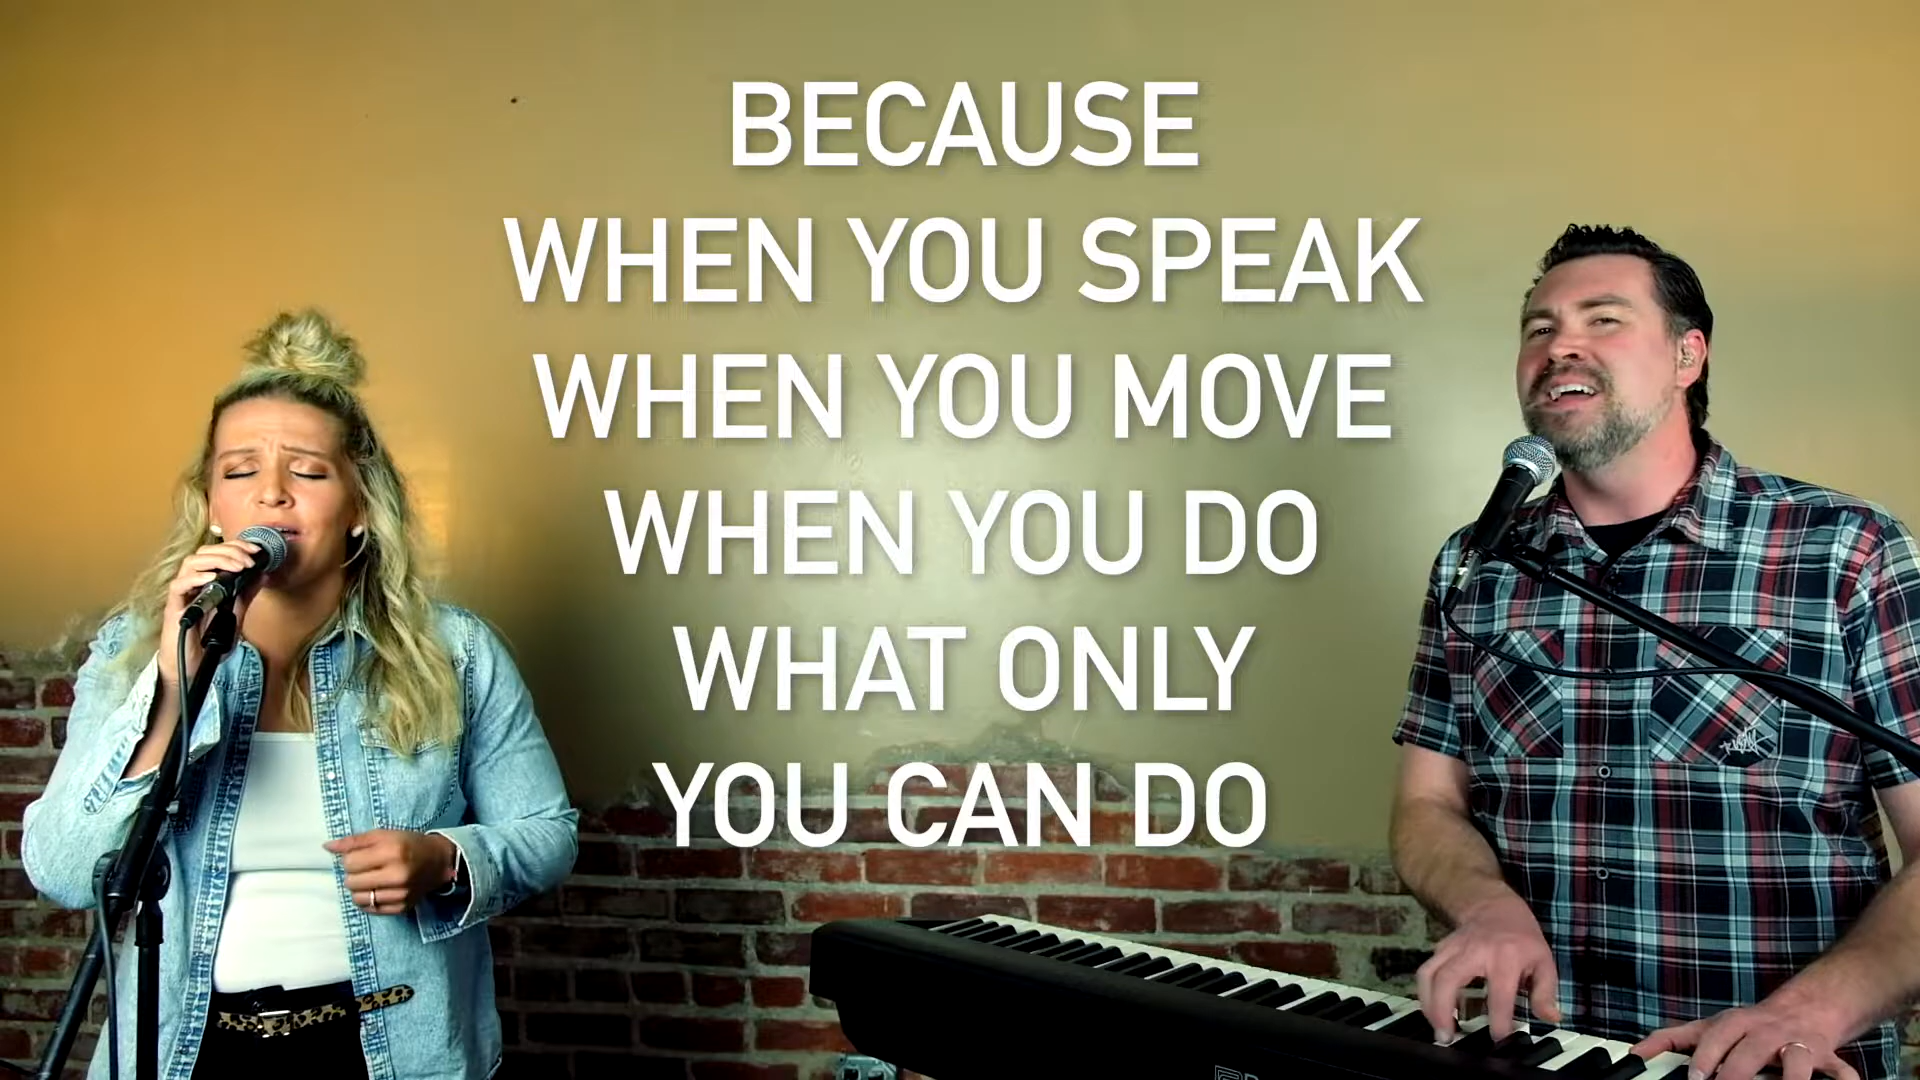 BECAUSE
WHEN YOU SPEAK
WHEN YOU MOVE
WHEN YOU DO
WHAT ONLY
YOU CAN DO